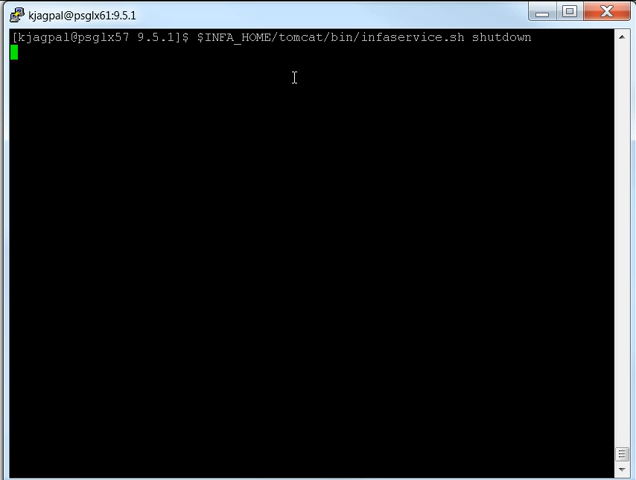 kjagpal@psglx61:9.5.1
[kjagpal@psglx57 9.5.1]$ $INFA_HOME/tomcat/bin/infaservice.sh shutdown